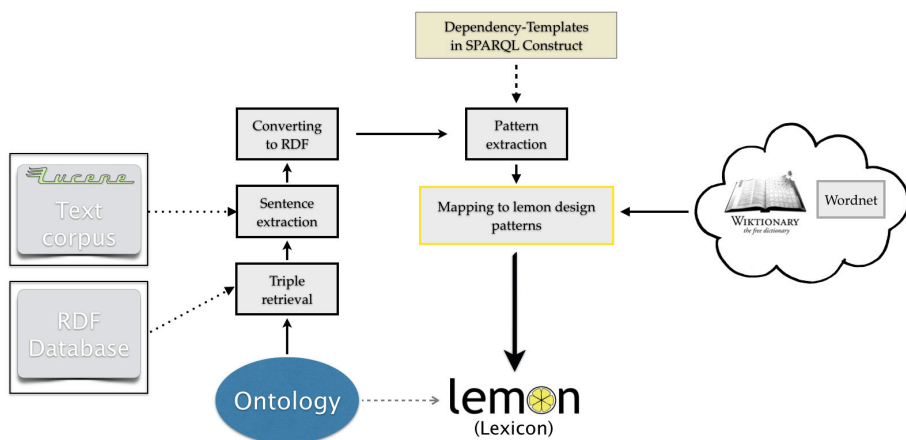 Dependency-Templates
in SPARQL Construct
Converting
to RDF
Pattern
extraction
Lucene
Text
corpus
Sentence
extraction
Mapping to lemon design
patterns
WIKTIONARY
the free dictionary
Wordnet
Triple
retrieval
RDF
Database
Ontology
lemon
(Lexicon)